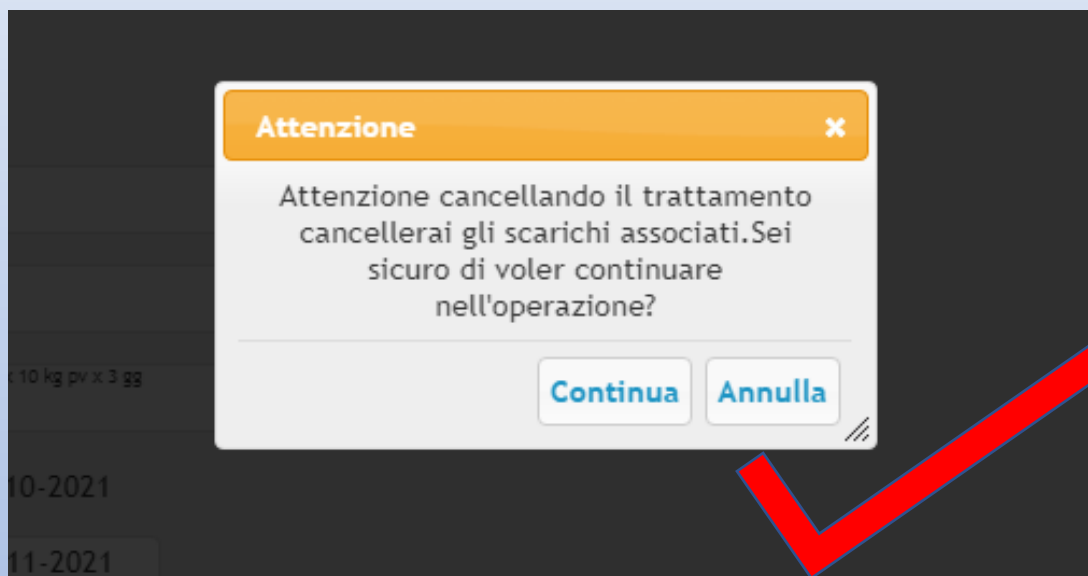 Attenzione
Attenzione cancellando il trattamento
cancellerai gli scarichi associati.Sei
sicuro di voler continuare
nell'operazione?
10 kg pv x 3 gg
Continua Annulla
10-2021
11-2021